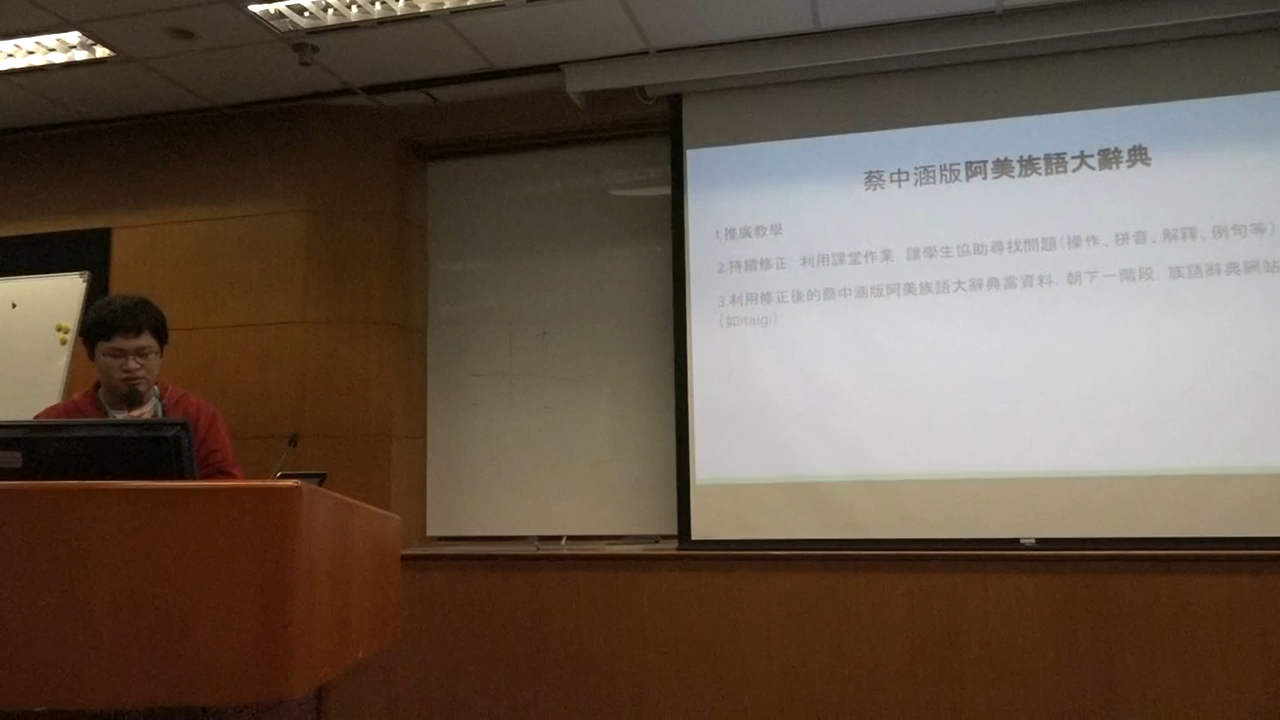 蔡中涵版阿美族語大辭典
1.推廣教學
2.持續修正，利用課堂作業，讓學生協助尋找問題(操作、拼音、解釋、例句等)
3.利用修正後的蔡中涵版阿美族語大辭典當資料，朝下一階段，族語辭典網站
(如itaigi)